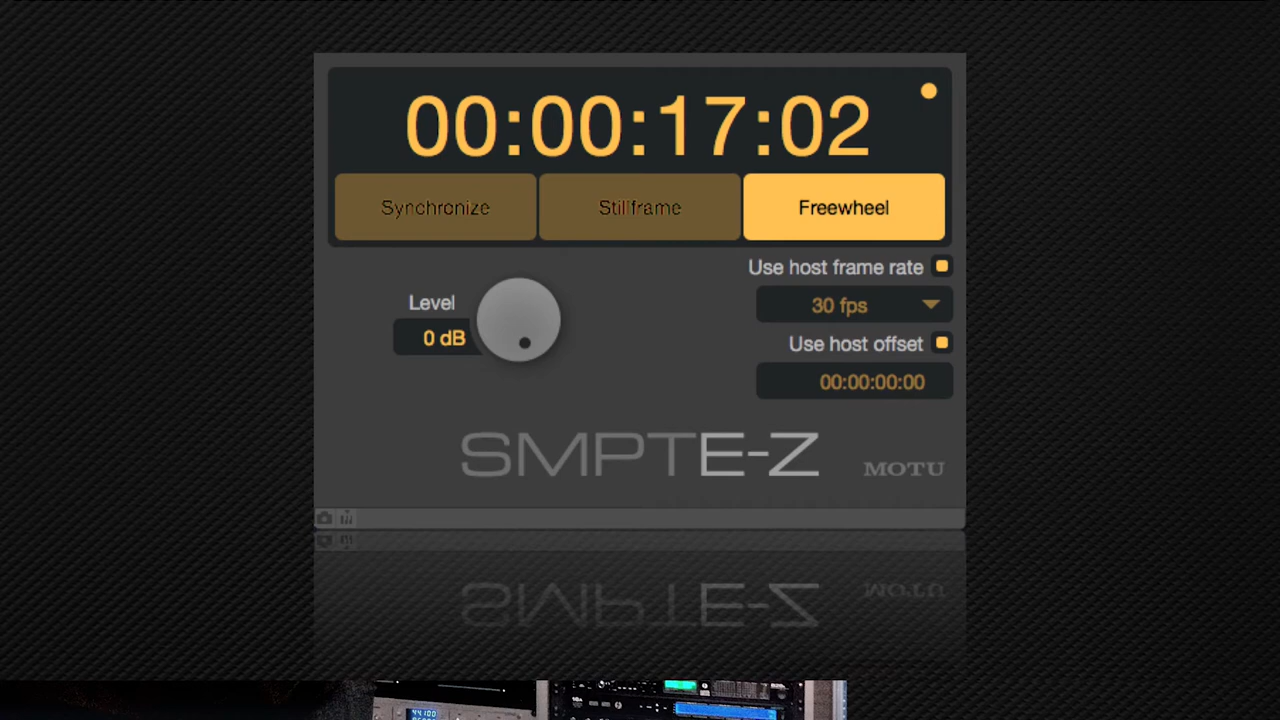 00:00:17:02
Synchronize
Stillframe
Freewheel
Use host frame rate
Level
30 fps
0 dB
Use host offset
00:00:00:00
SMPTE-Z
MOTU
44100